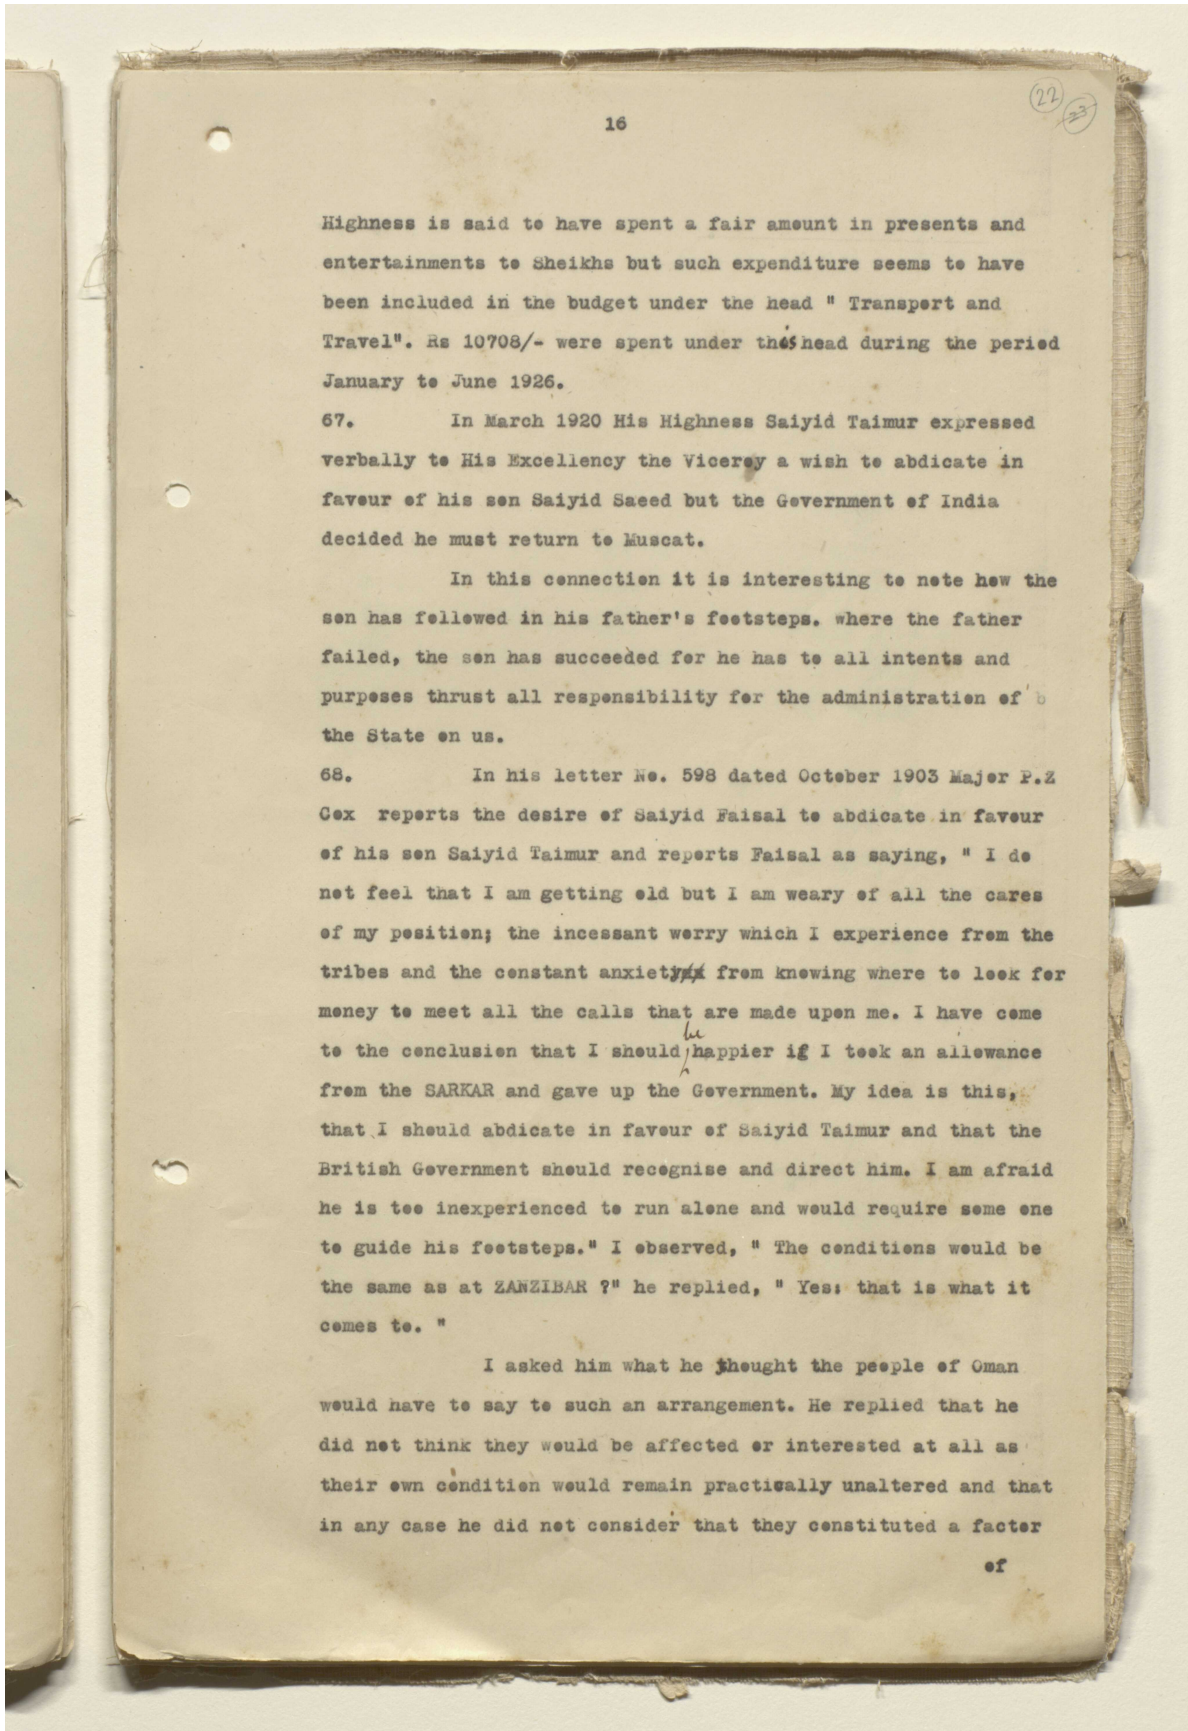 22
23
16
Highness is said to have spent a fair amount in presents and
entertainments to Sheikhs but such expenditure seems to have
been included in the budget under the head " Transport and
Travel". Rs 10708/- were spent under this head during the period
January to June 1926.
67. In March 1920 His Highness Saiyid Taimur expressed
verbally to His Excellency the Viceroy a wish to abdicate in
favour of his son Saiyid Saeed but the Government of India
decided he must return to Muscat.
In this connection it is interesting to note how the
son has followed in his father's footsteps. where the father
failed, the son has succeeded for he has to all intents and
purposes thrust all responsibility for the administration of
the State on us.
68. In his letter No. 598 dated October 1903 Major P.Z
Cox reports the desire of Saiyid Faisal to abdicate in favour
of his son Saiyid Taimur and reports Faisal as saying, " I do
not feel that I am getting old but I am weary of all the cares
of my position; the incessant worry which I experience from the
tribes and the constant anxiety from knowing where to look for
money to meet all the calls that are made upon me. I have come
to the conclusion that I should be happier if I took an allowance
from the SARKAR and gave up the Government. My idea is this,
that I should abdicate in favour of Saiyid Taimur and that the
British Government should recognise and direct him. I am afraid
he is too inexperienced to run alone and would require some one
to guide his footsteps." I observed, " The conditions would be
the same as at ZANZIBAR ?" he replied, " Yes: that is what it
comes to. "
I asked him what he thought the people of Oman
would have to say to such an arrangement. He replied that he
did not think they would be affected or interested at all as
their own condition would remain practically unaltered and that
in any case he did not consider that they constituted a factor
of